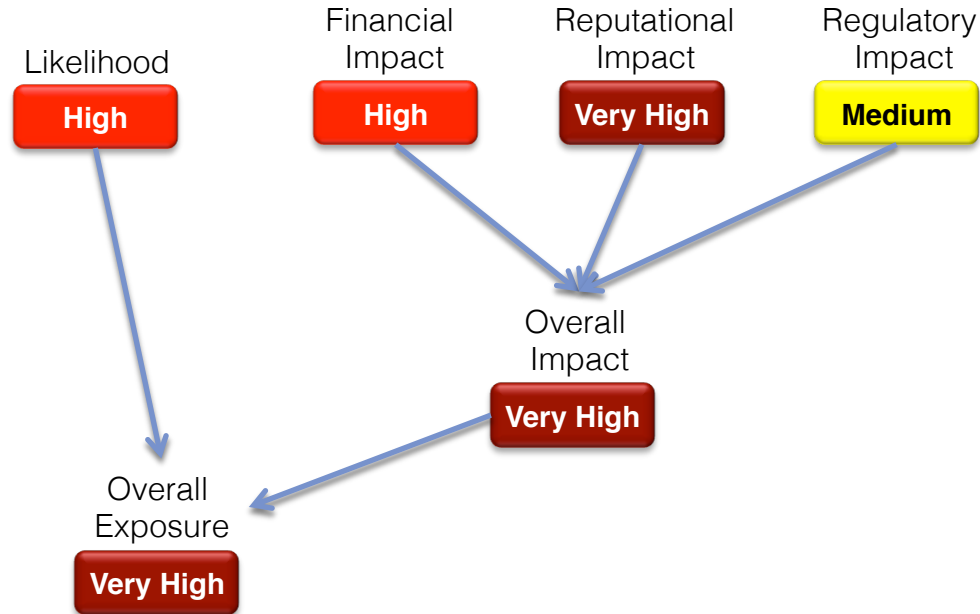 Likelihood
High
Financial
Impact
High
Reputational
Impact
Very High
Regulatory
Impact
Medium
Overall
Impact
Very High
Overall
Exposure
Very High